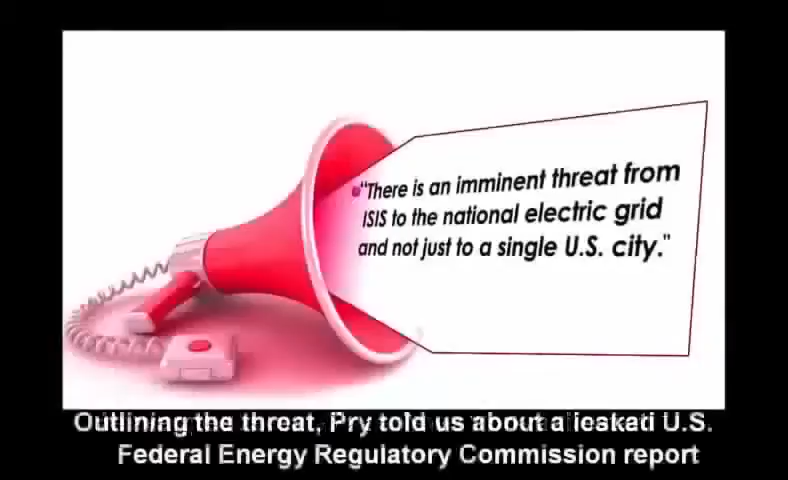 "There is an imminent threat from
ISIS to the national electric grid
and not just to a single U.S. city."
Outlining the threat, Pry told us about a leaked U.S.
Federal Energy Regulatory Commission report